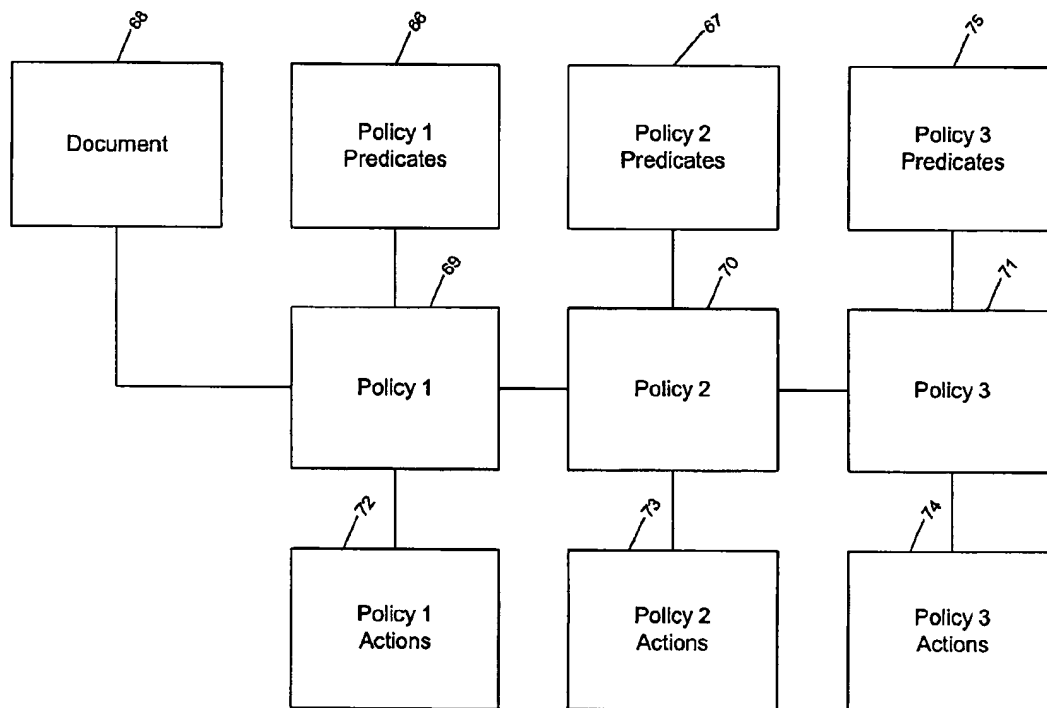 68
66
67
75
Document
Policy 1
Predicates
Policy 2
Predicates
Policy 3
Predicates
69
70
71
Policy 1
Policy 2
Policy 3
72
73
74
Policy 1
Actions
Policy 2
Actions
Policy 3
Actions